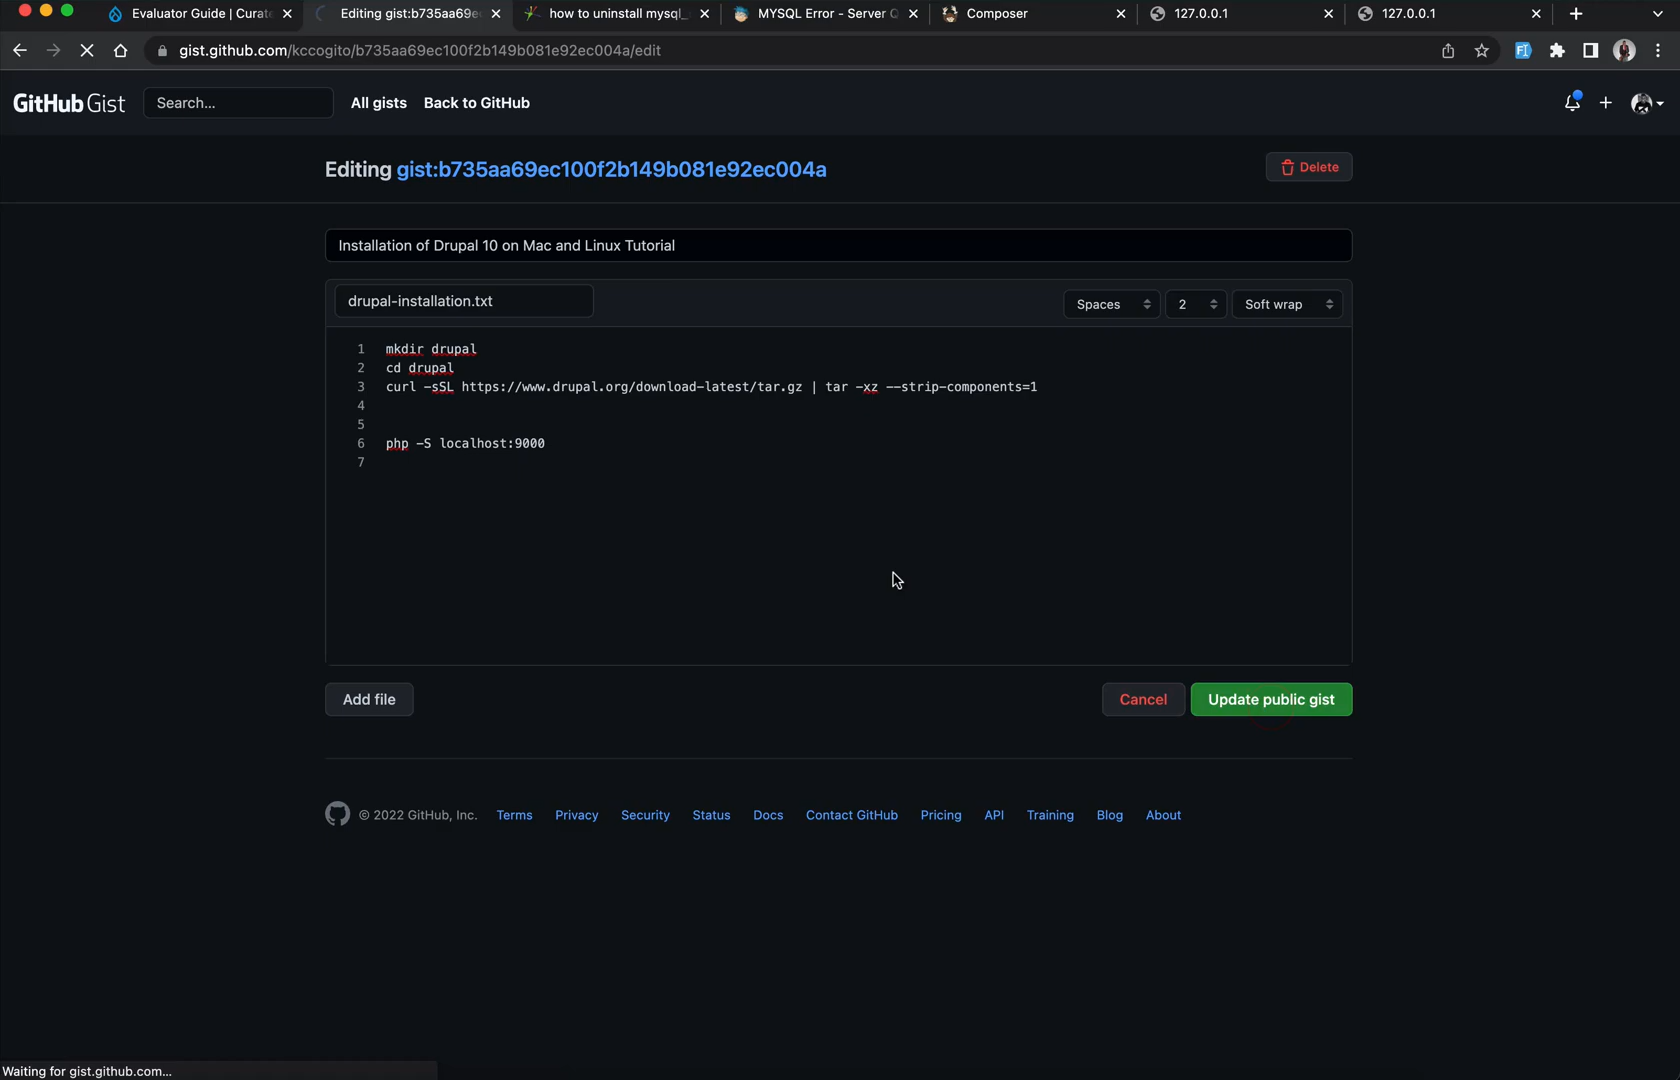 Evaluator Guide | Curate
Editing gist:b735aa69e
how to uninstall mysql_
MYSQL Error - Server
Composer
127.0.0.1
127.0.0.1
gist.github.com/kccogito/b735aa69ec100f2b149b081e92ec004a/edit
GitHub Gist
Search...
All gists
Back to GitHub
Editing gist:b735aa69ec100f2b149b081e92ec004a
Delete
Installation of Drupal 10 on Mac and Linux Tutorial
drupal-installation.txt
Spaces
2
Soft wrap
1 mkdir drupal
2 cd drupal
3 curl -sSL https://www.drupal.org/download-latest/tar.gz | tar -xz --strip-components=1
4
5
6 php -S localhost:9000
7
Add file
Cancel
Update public gist
© 2022 GitHub, Inc.
Terms
Privacy
Security
Status
Docs
Contact GitHub
Pricing
API
Training
Blog
About
Waiting for gist.github.com...